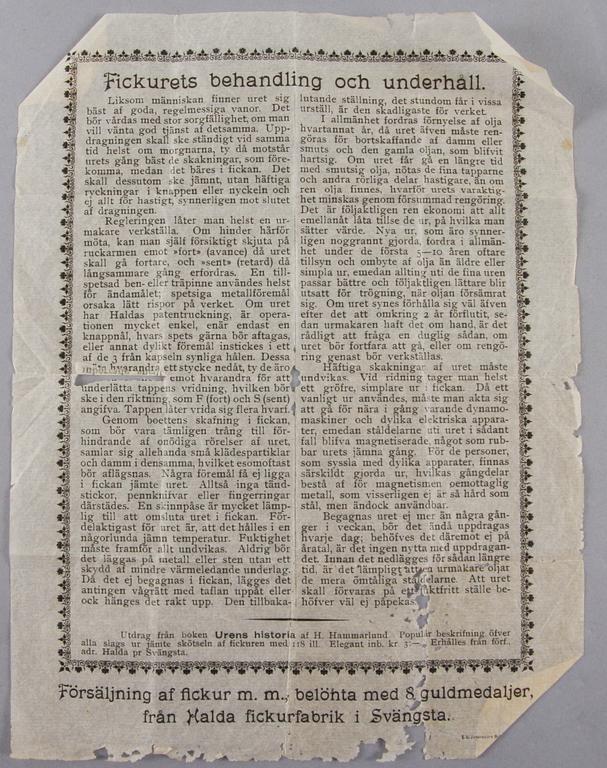 Fickurets behandling och underhåll.
Liksom människan finner uret sig
bäst af goda, regelmessiga vanor. Det
bör vårdas med stor sorgfällighet, om man
vill vänta god tjänst af detsamma. Upp-
dragningen skall ske ständigt vid samma
tid helst om morgnarna, ty då motstår
urets gång bäst de skakningar, som före-
komma, medan det bäres i fickan. Det
skall dessutom ske jämnt, utan häftiga
ryckningar i knappen eller nyckeln och
ej allt för hastigt, synnerligen mot slutet
af dragningen.
Regleringen låter man helst en ur-
makare verkställa. Om hinder härför
möta, kan man själf försiktigt skjuta på
ruckarmen emot »fort» (avance) då uret
skall gå fortare, och »sent» (retard) då
långsammare gång erfordras. En till-
spetsad ben- eller träpinne användes helst
för ändamålet; spetsiga metallföremål
orsaka lätt rispor på verket. Om uret
har Haldas patentruckning, är opera-
tionen mycket enkel, enär endast en
knappnål, hvars spets gärna bör aftagas,
eller annat dylikt föremål instickes i ett
af de 3 från kapseln synliga hålen. Dessa
möta hvarandra ett stycke nedåt, ty de äro
emot hvarandra för att
underlätta tappens vridning, hvilken bör
ske i den riktning, som F (fort) och S (sent)
angifva. Tappen låter vrida sig flera hvarf.
Genom boettens skafning i fickan,
som bör vara tämligen trång till för-
hindrande af onödiga rörelser af uret,
samlar sig allehanda små klädespartiklar
och damm i densamma, hvilket esomoftast
bör aflägsnas. Några föremål få ej ligga
i fickan jämte uret. Alltså inga tänd-
stickor, pennknifvar eller fingerringar
därstädes. En skinnpåse är mycket lämp-
lig till att omsluta uret i fickan. För-
delaktigast för uret är, att det hålles i en
någorlunda jämn temperatur. Fuktighet
måste framför allt undvikas. Aldrig bör
det läggas på metall eller sten utan ett
skydd af mindre värmeledande underlag.
Då det ej begagnas i fickan, lägges det
antingen vågrätt med taflan uppåt eller
ock hänges det rakt upp. Den tillbaka-
lutande ställning, det stundom får i vissa
urställ, är den skadligaste för verket.
I allmänhet fordras förnyelse af olja
hvartannat år, då uret äfven måste ren-
göras för bortskaffande af damm eller
smuts och den gamla oljan, som blifvit
hartsig. Om uret får gå en längre tid
med smutsig olja, nötas de fina tapparne
och andra rörliga delar hastigare, än om
ren olja finnes, hvarför urets varaktig-
het minskas genom försummad rengöring.
Det är följaktligen ren ekonomi att allt
emellanåt låta tillse de ur, på hvilka man
sätter värde. Nya ur, som äro synner-
ligen noggrannt gjorda, fordra i allmän-
het under de första 5—10 åren oftare
tillsyn och ombyte af olja än äldre eller
simpla ur, emedan allting uti de fina uren
passar bättre och följaktligen lättare blir
utsatt för trögning, när oljan försämrat
sig. Om uret synes förhålla sig väl äfven
efter det att omkring 2 år förflutit, se-
dan urmakaren haft det om hand, är det
rådligt att fråga en duglig sådan, om
uret bör fortfara att gå, eller om rengö-
ring genast bör verkställas.
Häftiga skakningar af uret måste
undvikas. Vid ridning tager man helst
ett gröfre, simplare ur i fickan. Då ett
vanligt ur användes, måste man akta sig
att gå för nära i gång varande dynamo-
maskiner och dylika elektriska appara-
ter, emedan ståldelarne uti uret i sådant
fall blifva magnetiserade, något som rub-
bar urets jämna gång. För de personer,
som syssla med dylika apparter, finnas
särskildt gjorda ur, hvilkas gångdelar
bestå af för magnetismen oemottaglig
metall, som visserligen ej är så hård som
stål, men ändock användbar.
Begagnas uret ej mer än några gån-
ger i veckan, bör det ändå uppdragas
hvarje dag; behöfves det däremot ej på
åratal, är det ingen nytta med uppdragan-
det. Innan det nedlägges för sådan längre
tid, är det lämpligt att urmakare oljar
de mera ömtåliga ståldelarne. Att uret
skall förvaras på ett fuktfritt ställe be-
höfver väl ej påpekas.
Utdrag från boken Urens historia af H. Hammarlund. Populär beskrifning öfver
alla slags ur jämte skötseln af fickuren med 118 ill. Elegant inb. kr. 3:—. Erhålles från förf.,
adr. Halda pr Svängsta.
Försäljning af fickur m. m., belöhta med 8 guldmedaljer,
från Halda fickurfabrik i Svängsta.